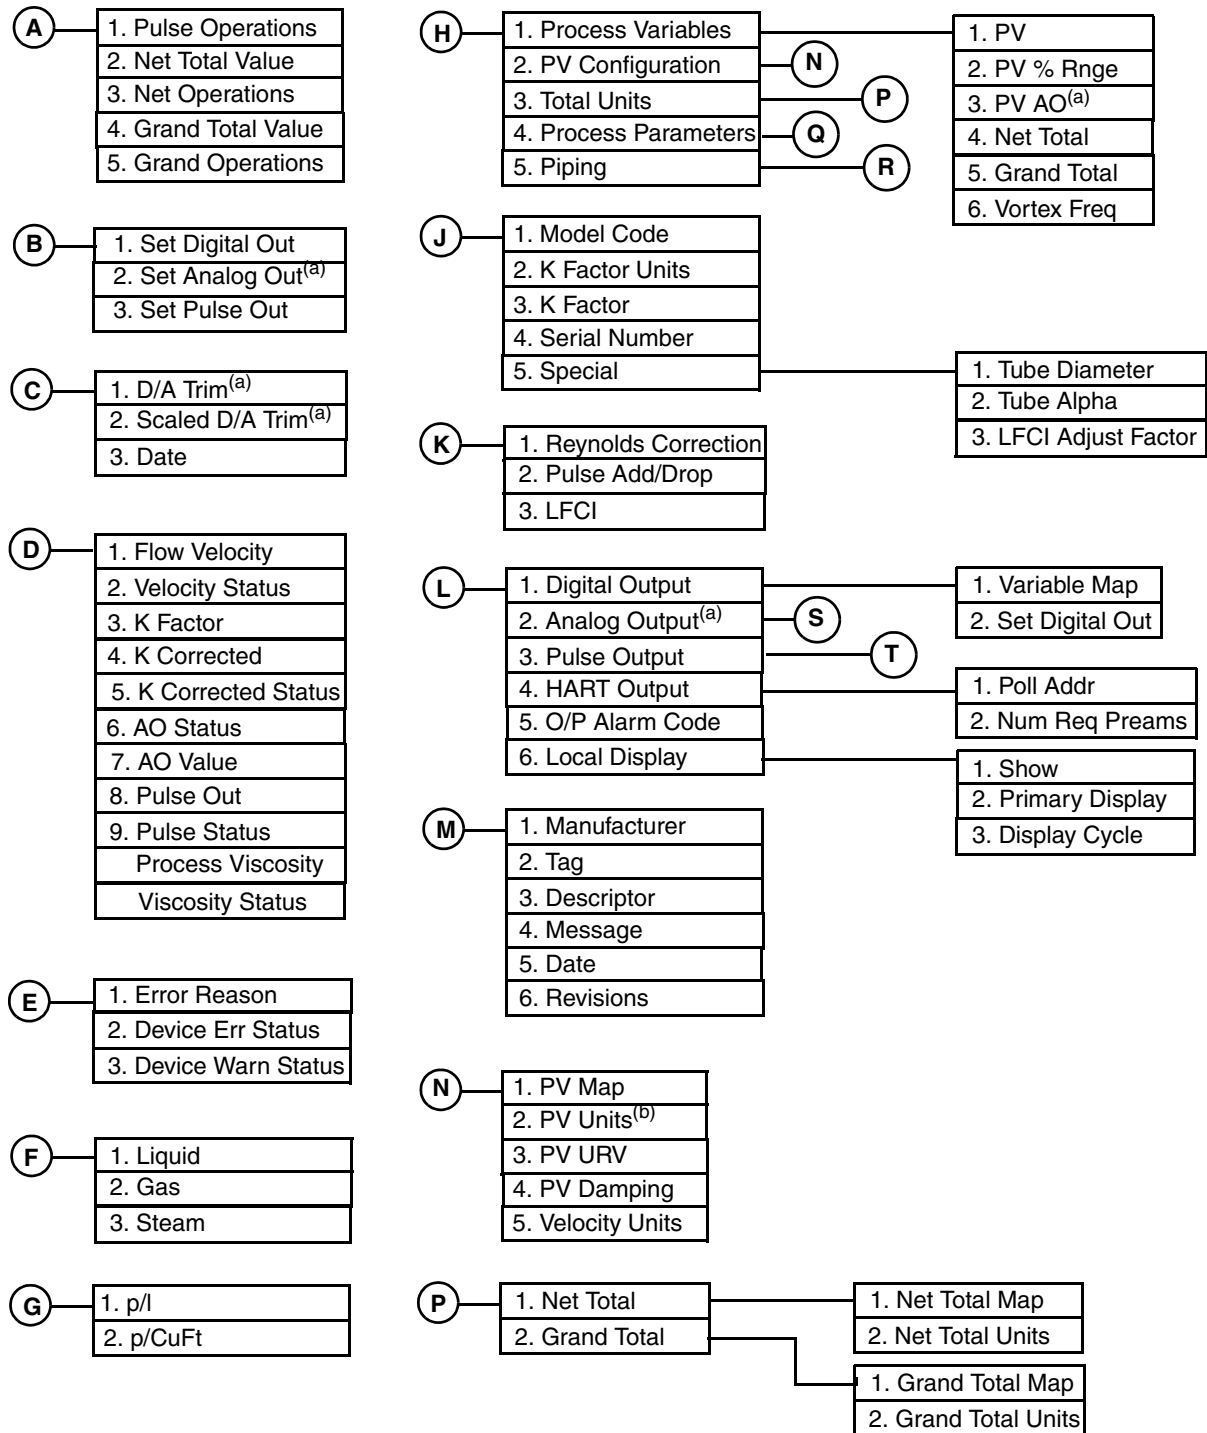 A
1. Pulse Operations
2. Net Total Value
3. Net Operations
4. Grand Total Value
5. Grand Operations
B
1. Set Digital Out
2. Set Analog Out(a)
3. Set Pulse Out
C
1. D/A Trim(a)
2. Scaled D/A Trim(a)
3. Date
D
1. Flow Velocity
2. Velocity Status
3. K Factor
4. K Corrected
5. K Corrected Status
6. AO Status
7. AO Value
8. Pulse Out
9. Pulse Status
Process Viscosity
Viscosity Status
E
1. Error Reason
2. Device Err Status
3. Device Warn Status
F
1. Liquid
2. Gas
3. Steam
G
1. p/l
2. p/CuFt
H
1. Process Variables
2. PV Configuration
N
3. Total Units
P
4. Process Parameters
Q
5. Piping
R
1. PV
2. PV % Rnge
3. PV AO(a)
4. Net Total
5. Grand Total
6. Vortex Freq
J
1. Model Code
2. K Factor Units
3. K Factor
4. Serial Number
5. Special
1. Tube Diameter
2. Tube Alpha
3. LFCI Adjust Factor
K
1. Reynolds Correction
2. Pulse Add/Drop
3. LFCI
L
1. Digital Output
2. Analog Output(a)
S
3. Pulse Output
T
4. HART Output
5. O/P Alarm Code
6. Local Display
1. Variable Map
2. Set Digital Out
1. Poll Addr
2. Num Req Preams
1. Show
2. Primary Display
3. Display Cycle
M
1. Manufacturer
2. Tag
3. Descriptor
4. Message
5. Date
6. Revisions
N
1. PV Map
2. PV Units(b)
3. PV URV
4. PV Damping
5. Velocity Units
P
1. Net Total
2. Grand Total
1. Net Total Map
2. Net Total Units
1. Grand Total Map
2. Grand Total Units